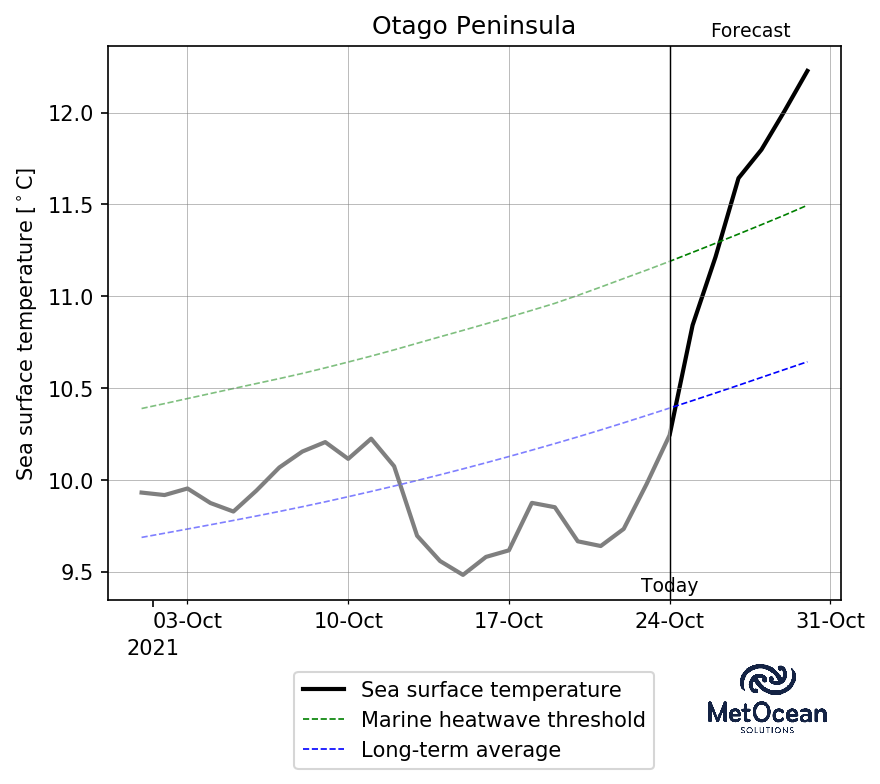 Otago Peninsula
Forecast
Sea surface temperature [°C]
12.0
11.5
11.0
10.5
10.0
9.5
Today
03-Oct 10-Oct 17-Oct 24-Oct 31-Oct
2021
Sea surface temperature
Marine heatwave threshold
Long-term average
MetOcean
SOLUTIONS